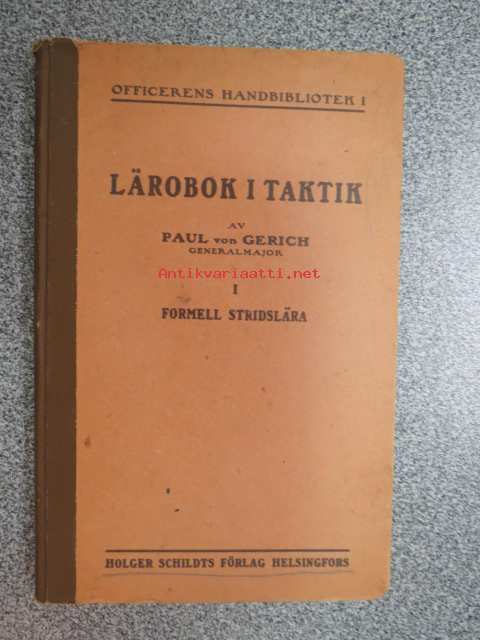 OFFICERENS HANDBIBLIOTEK I
LÄROBOK I TAKTIK
AV
PAUL von GERICH
GENERALMAJOR
Antikvariaatti.net
I
FORMELL STRIDSLÄRA
HOLGER SCHILDTS FÖRLAG HELSINGFORS